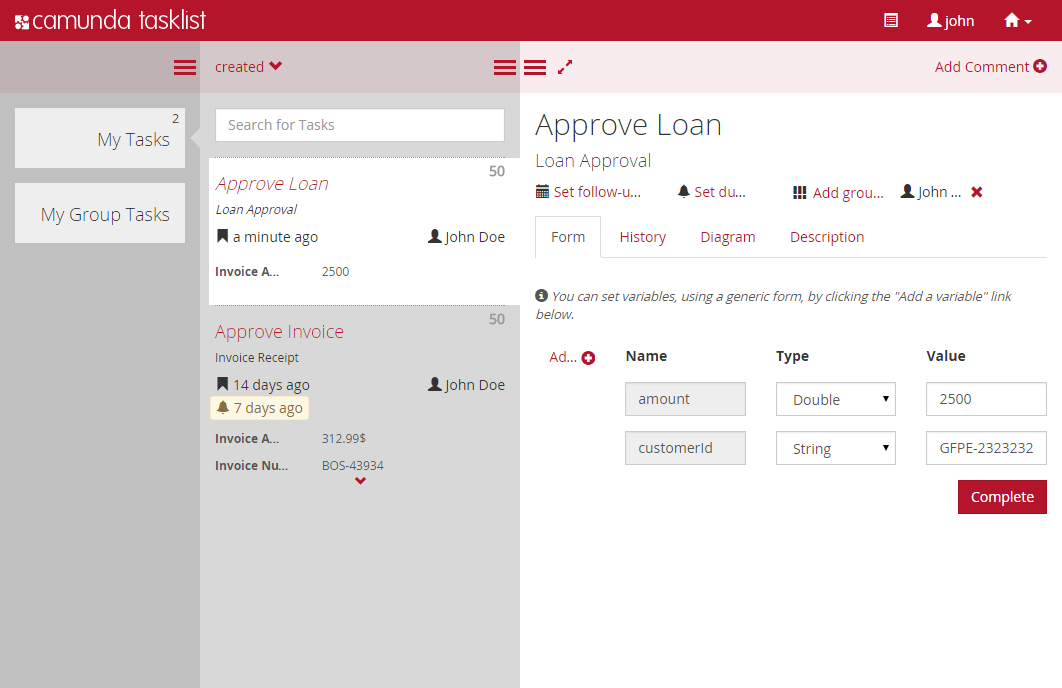 camunda tasklist
john
created
Add Comment
2
My Tasks
My Group Tasks
Search for Tasks
50
Approve Loan
Loan Approval
a minute ago
John Doe
Invoice A...
2500
50
Approve Invoice
Invoice Receipt
14 days ago
John Doe
7 days ago
Invoice A...
312.99$
Invoice Nu...
BOS-43934
Approve Loan
Loan Approval
Set follow-u...
Set du...
Add grou...
John ...
Form
History
Diagram
Description
You can set variables, using a generic form, by clicking the "Add a variable" link
below.
Ad...
Name
Type
Value
amount
Double
2500
customerId
String
GFPE-2323232
Complete